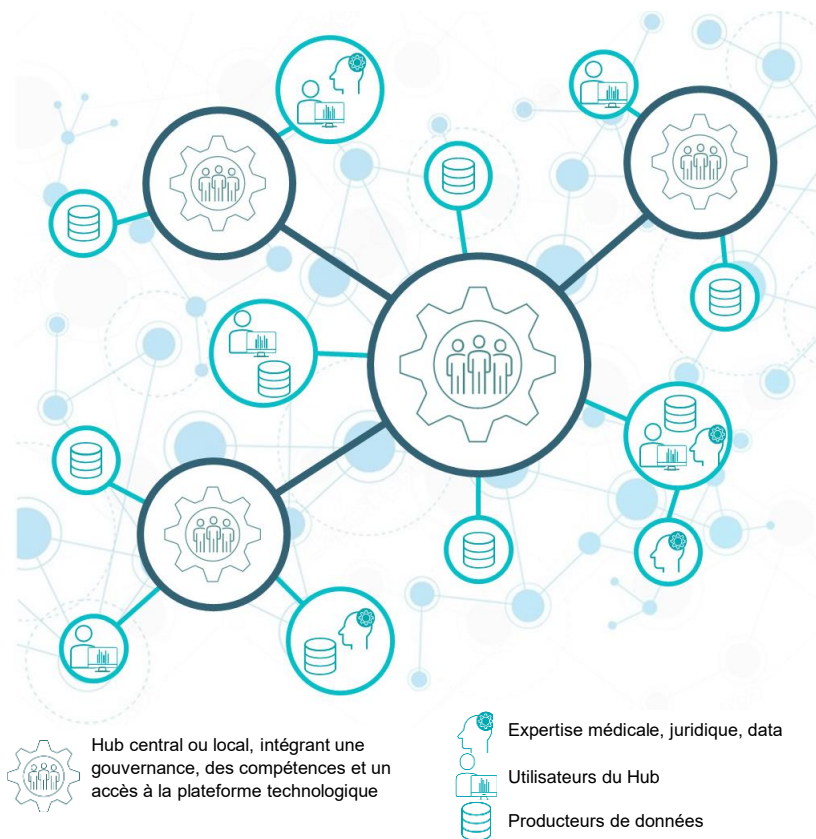 Hub central ou local, intégrant une
gouvernance, des compétences et un
accès à la plateforme technologique
Expertise médicale, juridique, data
Utilisateurs du Hub
Producteurs de données